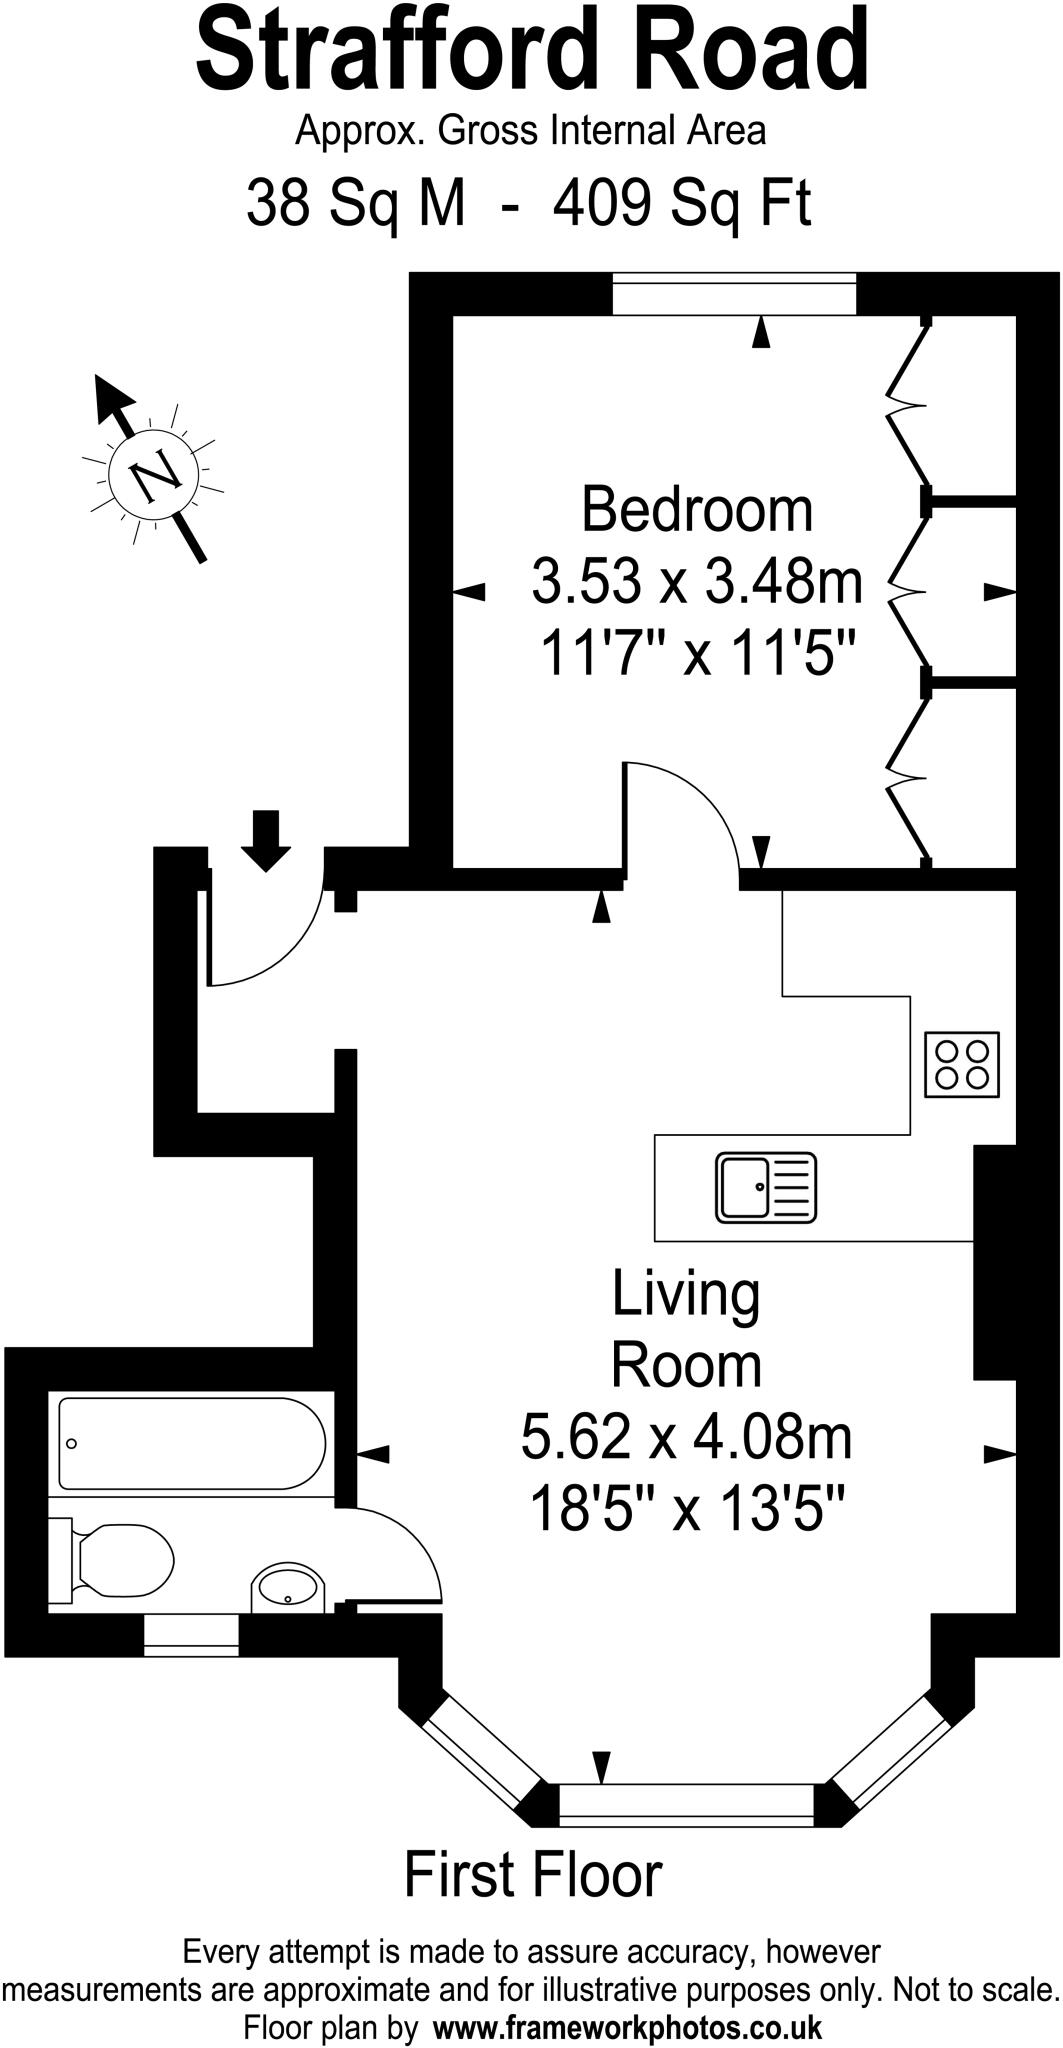 Strafford Road
Approx. Gross Internal Area
38 Sq M - 409 Sq Ft
N
Bedroom
3.53 x 3.48m
11'7" x 11'5"
Living
Room
5.62 x 4.08m
18'5" x 13'5"
First Floor
Every attempt is made to assure accuracy, however
measurements are approximate and for illustrative purposes only. Not to scale.
Floor plan by www.frameworkphotos.co.uk